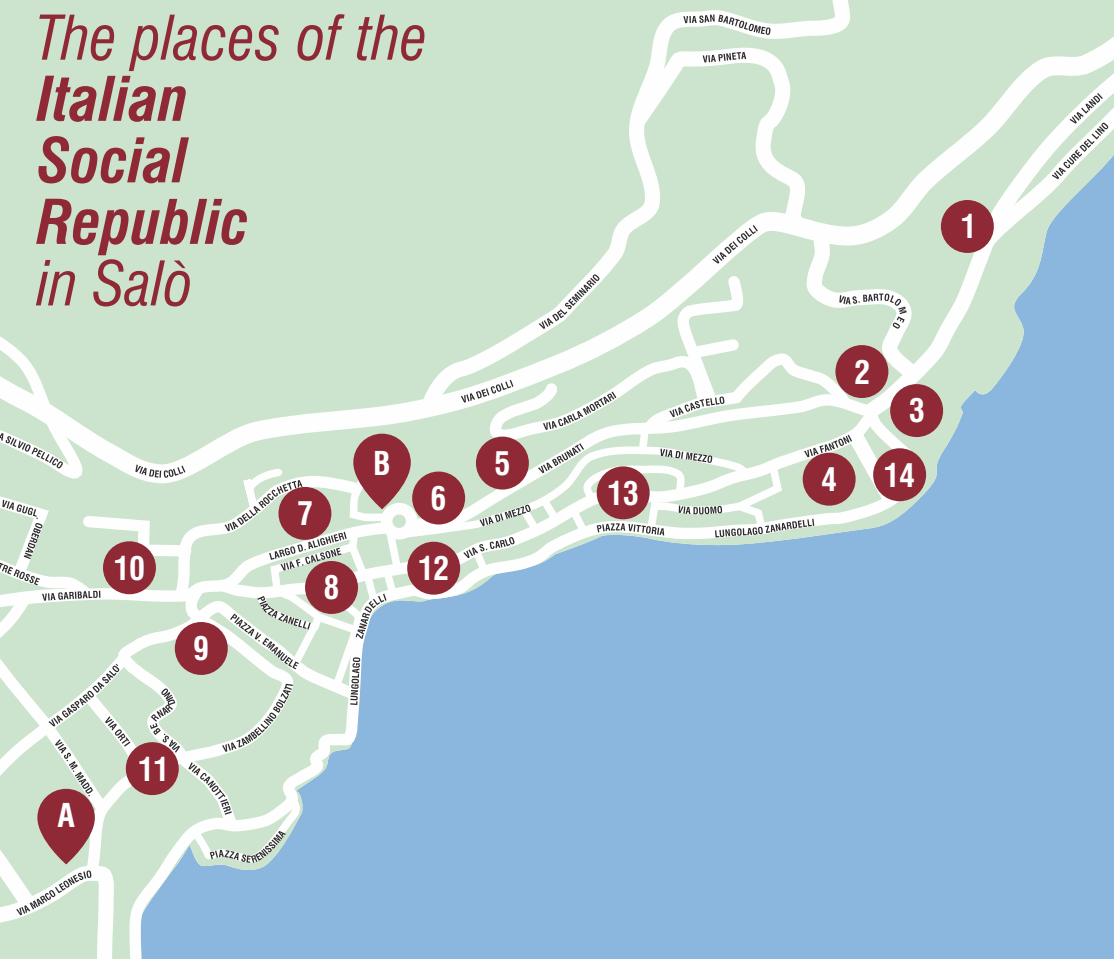 The places of the
Italian
Social
Republic
in Salò
VIA SAN BARTOLOMEO
VIA PINETA
VIA LANDI
VIA CURE DEL LINO
1
VIA DEI COLLI
VIA DEL SEMINARIO
VIA S. BARTOLOMEO
2
3
VIA DEI COLLI
VIA CARLA MORTARI
VIA CASTELLO
A SILVIO PELLICO
VIA DEI COLLI
B
5
VIA BRUNATI
VIA DI MEZZO
VIA FANTONI
4
14
6
13
7
VIA DELLA ROCCHETTA
VIA GUGL.
OBERDAN
VIA DI MEZZO
VIA DUOMO
PIAZZA VITTORIA
LUNGOLAGO ZANARDELLI
LARGO D. ALIGHIERI
VIA F. CALSONE
VIA S. CARLO
12
10
TRE ROSSE
VIA GARIBALDI
8
PIAZZA ZANELLI
ZANARDELLI
LUNGOLAGO
PIAZZA V. EMANUELE
9
VIA GASPARO DA SALO'
VIA S. BERNARDINO
VIA ORTI
VIA ZAMBELLINO BOLZATI
VIA S. M. MADD.
11
VIA CANOTTIERI
A
PIAZZA SERENISSIMA
VIA MARCO LEONESIO